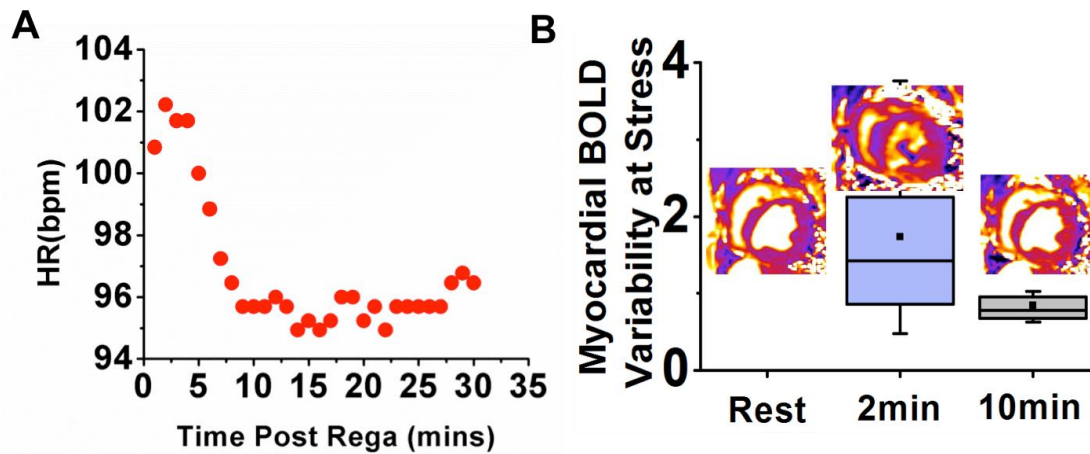 A
104
102
100
98
96
94
HR(bpm)
0 5 10 15 20 25 30 35
Time Post Rega (mins)
B
4
2
0
Myocardial BOLD
Variability at Stress
Rest 2min 10min